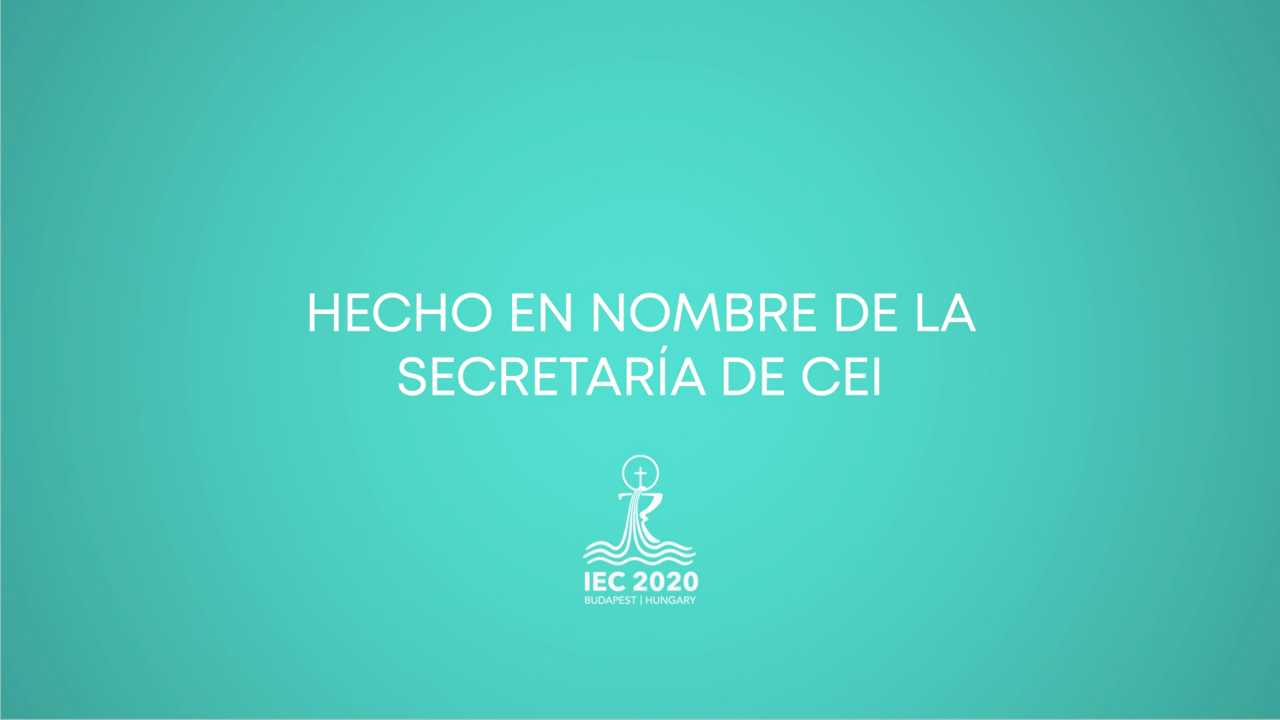 HECHO EN NOMBRE DE LA
SECRETARÍA DE CEI
IEC 2020
BUDAPEST | HUNGARY